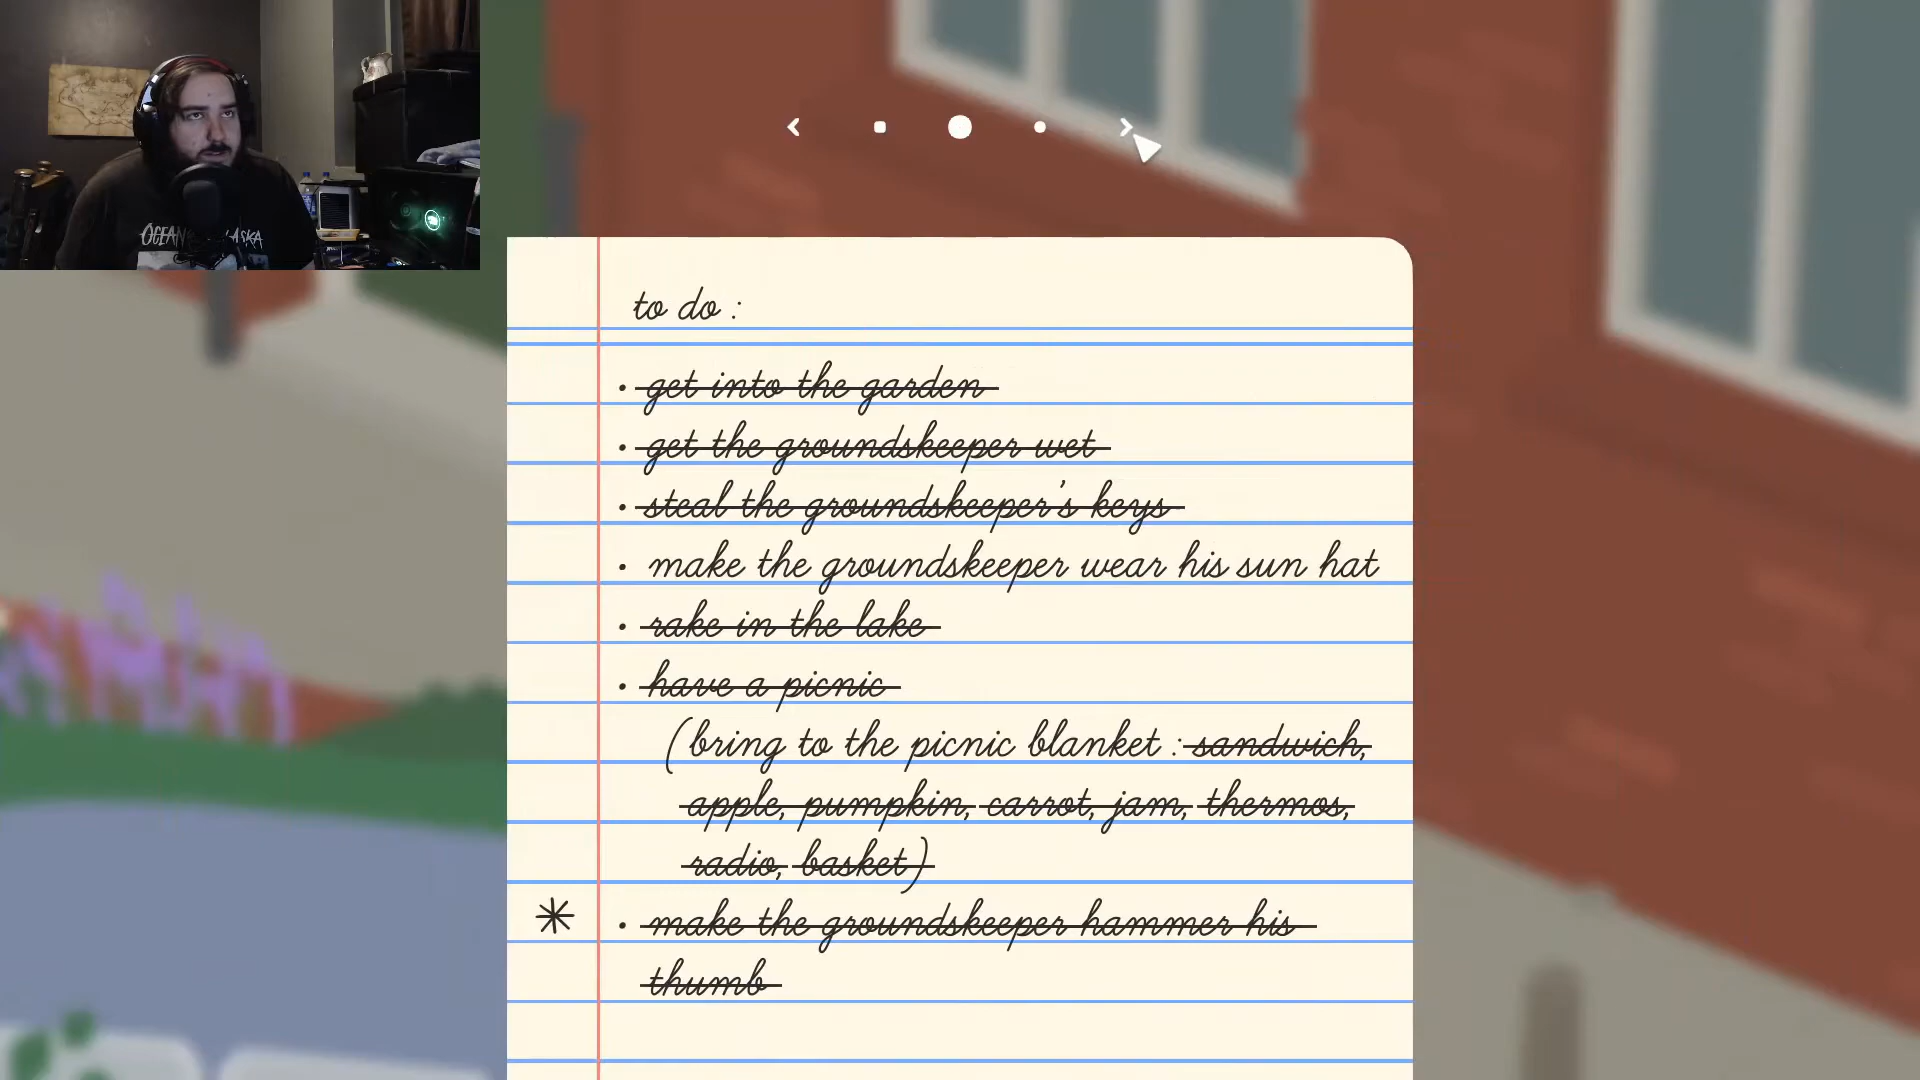 to do :
• get into the garden
• get the groundskeeper wet
• steal the groundskeeper's keys
• make the groundskeeper wear his sun hat
• rake in the lake
• have a picnic
(bring to the picnic blanket : sandwich,
apple, pumpkin, carrot, jam, thermos,
radio, basket)
• make the groundskeeper hammer his
thumb